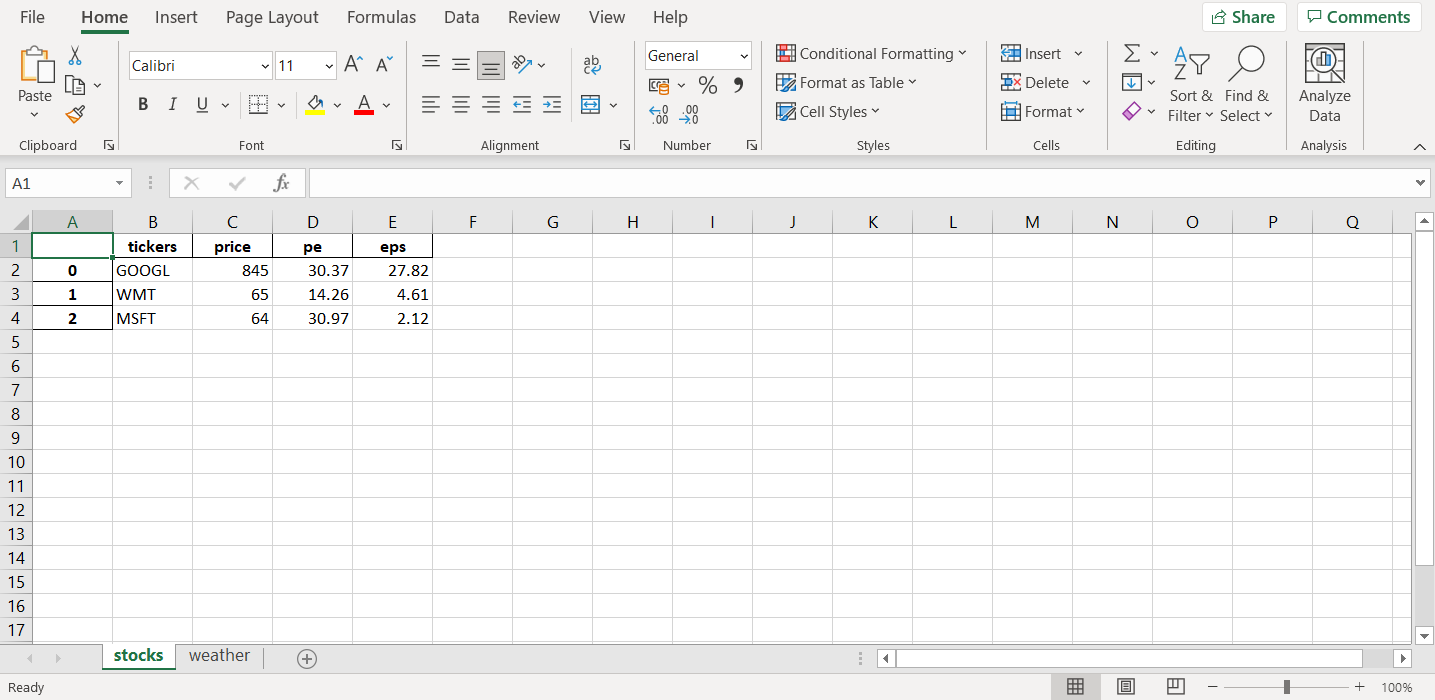 File Home Insert Page Layout Formulas Data Review View Help Share Comments
Paste Calibri 11 B I U A ab General % Conditional Formatting Format as Table Cell Styles Insert Delete Format Sort & Filter Find & Select Analyze Data
Clipboard Font Alignment Number Styles Cells Editing Analysis
A1 fx
A B C D E F G H I J K L M N O P Q
1 tickers price pe eps
2 0 GOOGL 845 30.37 27.82
3 1 WMT 65 14.26 4.61
4 2 MSFT 64 30.97 2.12
5
6
7
8
9
10
11
12
13
14
15
16
17
stocks weather
Ready 100%